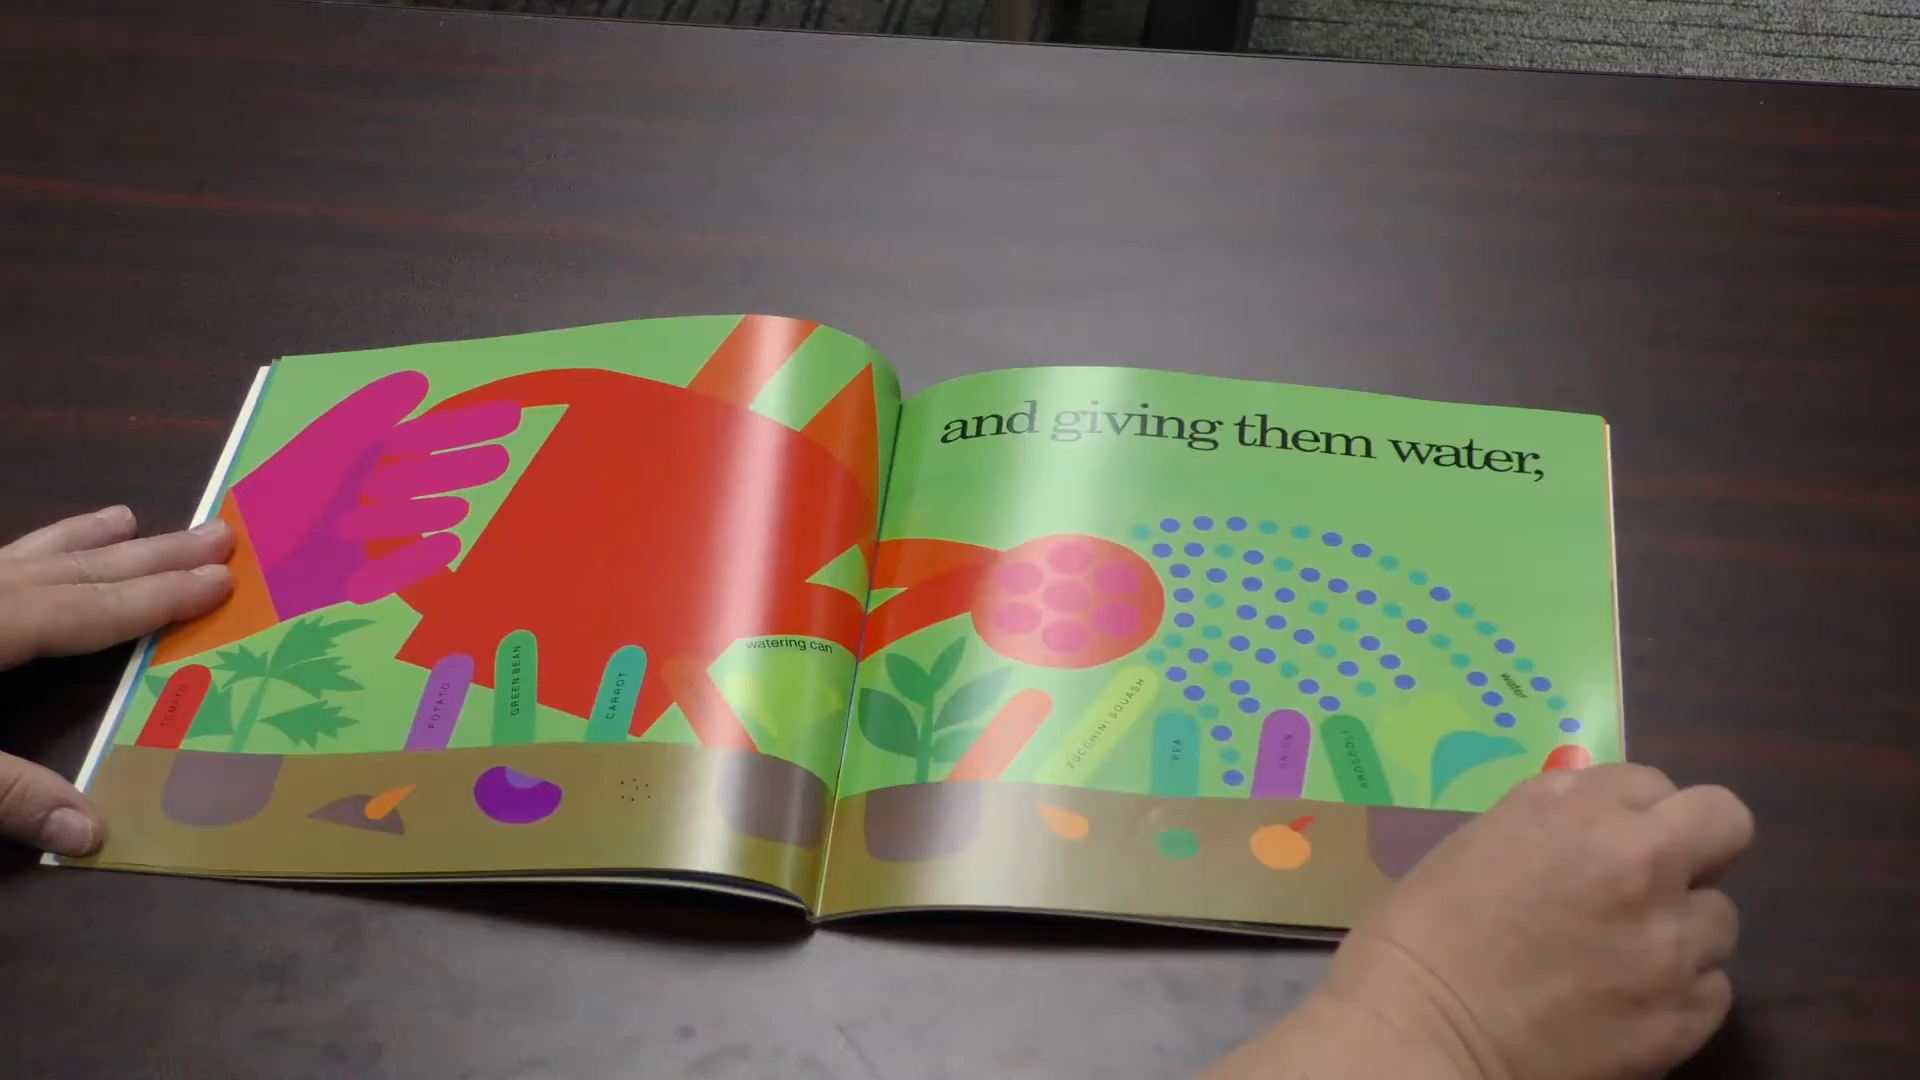 and giving them water,
watering can
water
TOMATO
POTATO
GREEN BEAN
CARROT
ZUCCHINI SQUASH
PEA
ONION
BROCCOLI